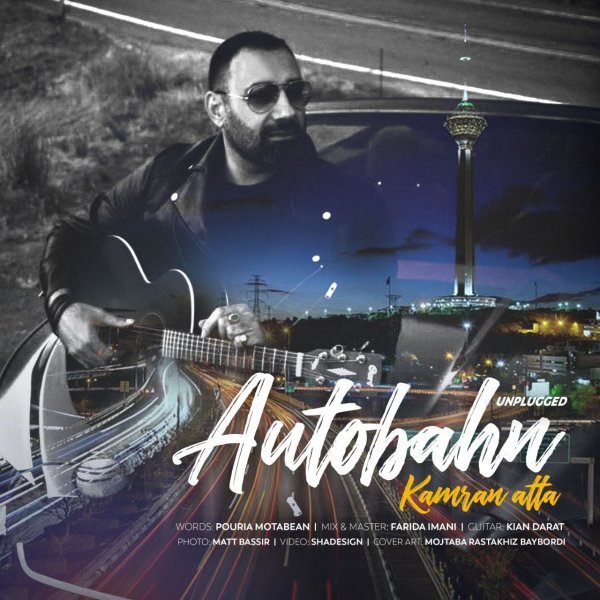 UNPLUGGED
Autobahn
Kamran atta
WORDS: POURIA MOTABEAN | MIX & MASTER: FARIDA IMANI | GUITAR: KIAN DARAT
PHOTO: MATT BASSIR | VIDEO: SHADESIGN | COVER ART: MOJTABA RASTAKHIZ BAYBORDI